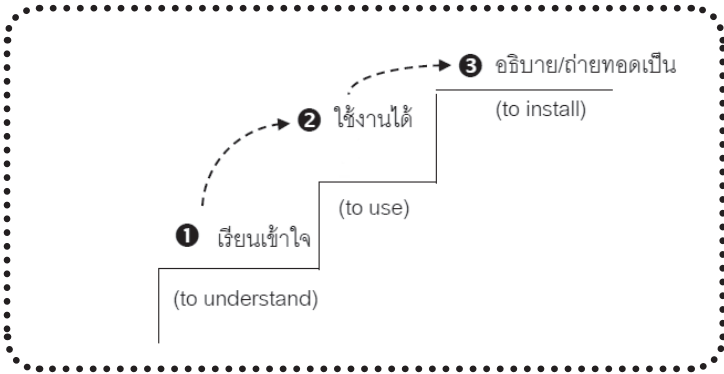 ❸ อธิบาย/ถ่ายทอดเป็น
(to install)
❷ ใช้งานได้
(to use)
❶ เรียนเข้าใจ
(to understand)